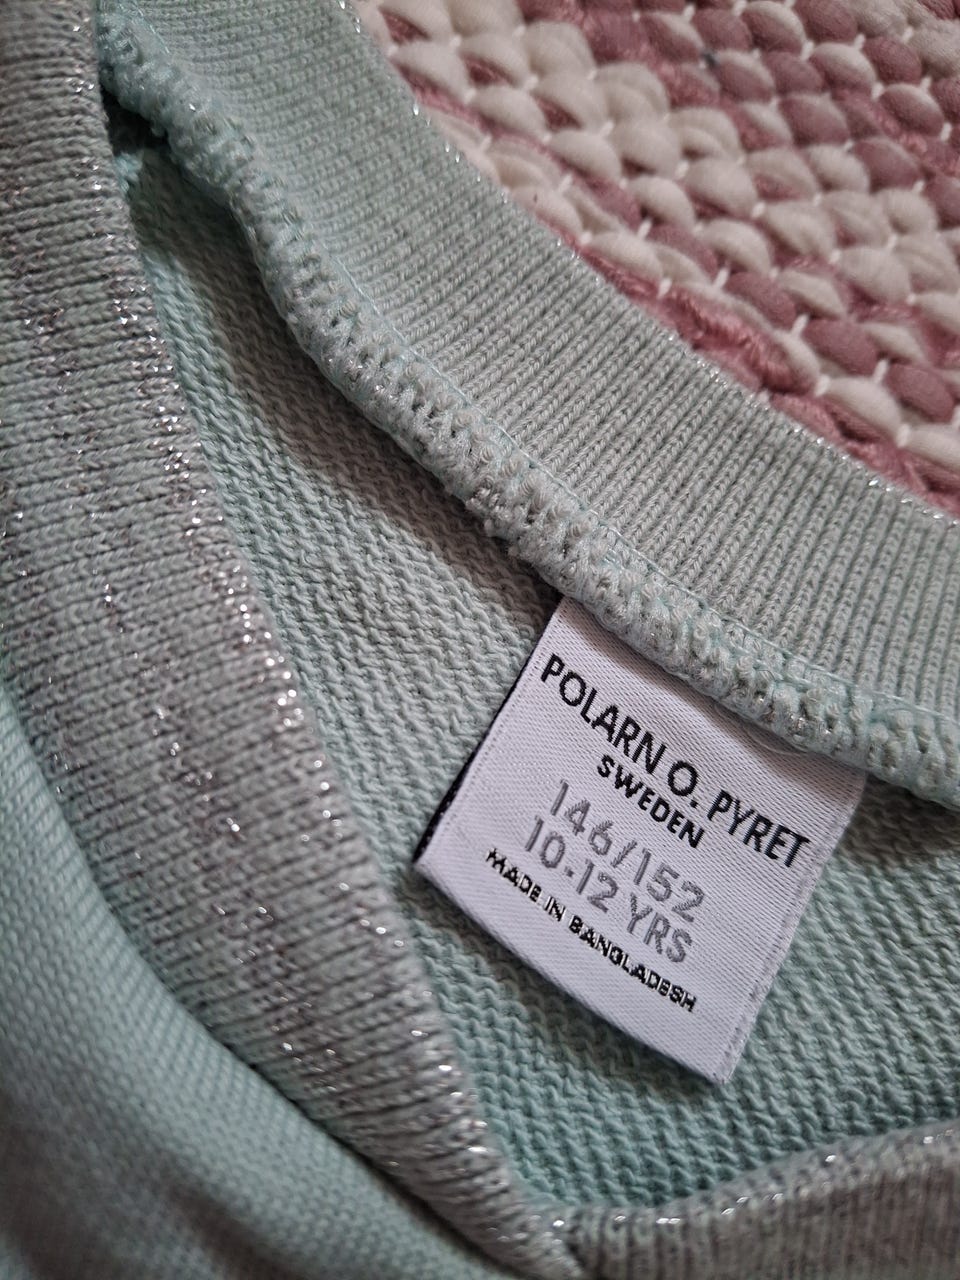 POLARN O. PYRET
SWEDEN
146/152
10-12 YRS
MADE IN BANGLADESH